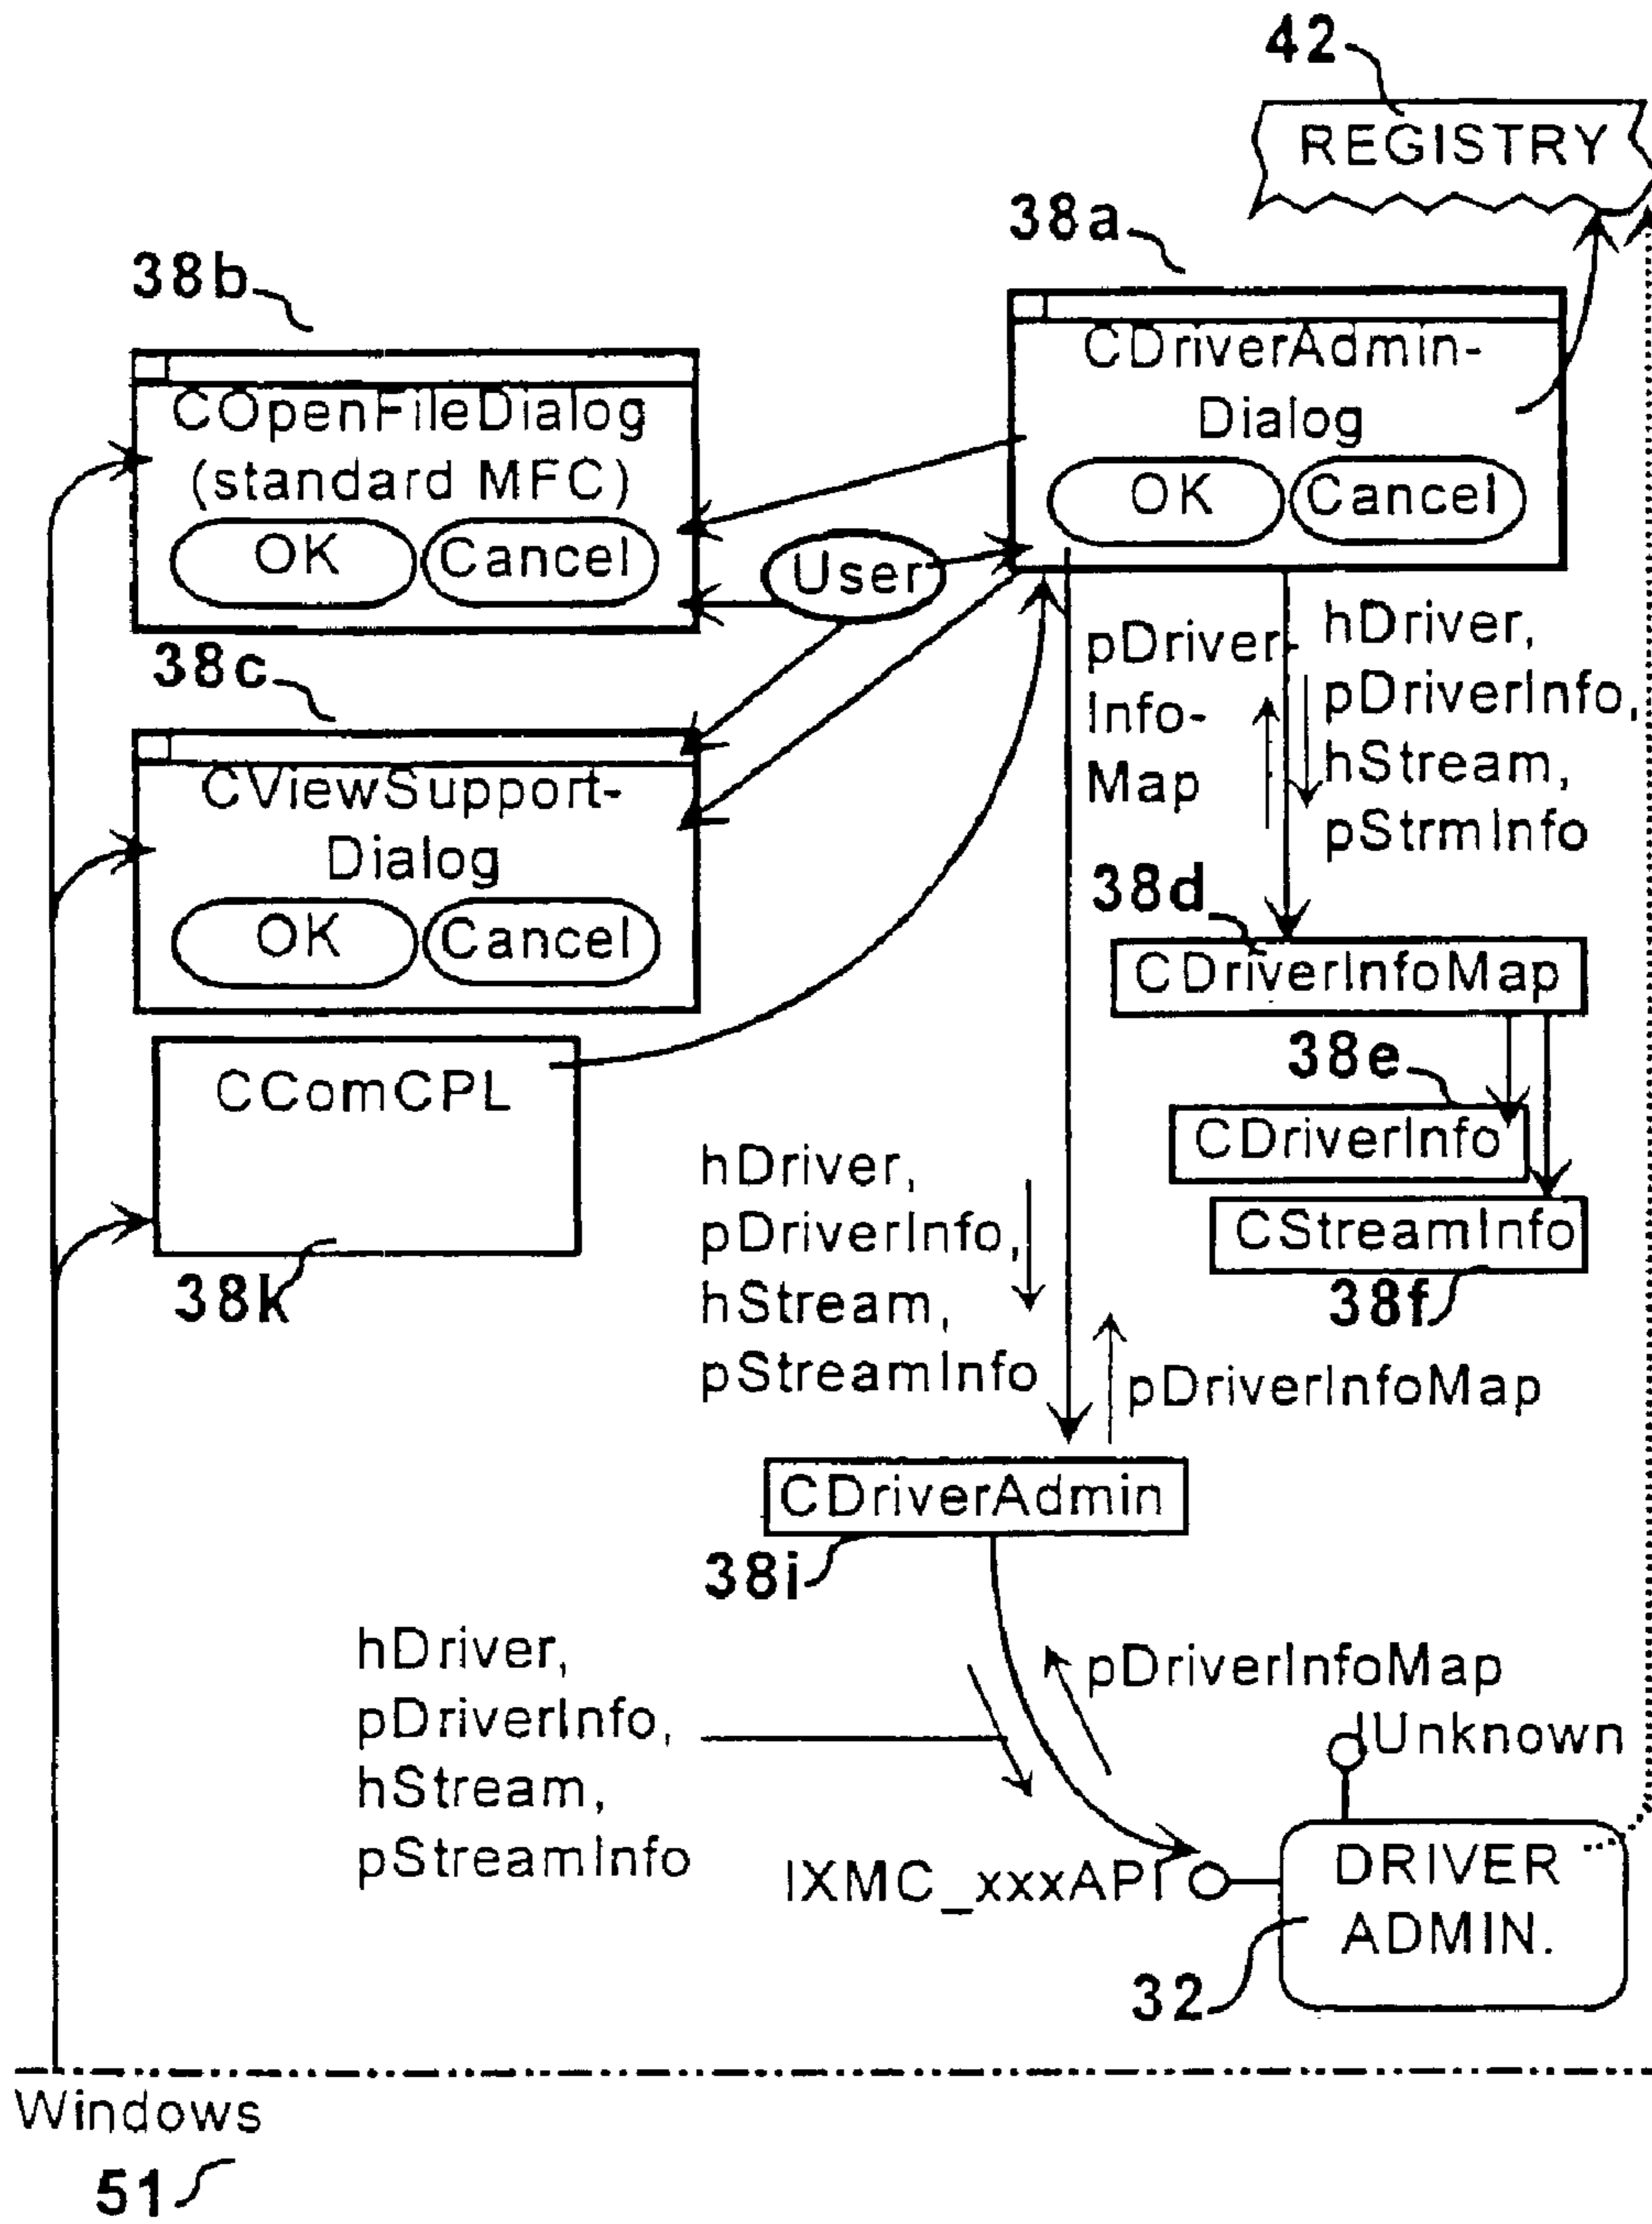 42
REGISTRY
38a
CDriverAdmin-
Dialog
OK
Cancel
38b
COpenFileDialog
(standard MFC)
OK
Cancel
User
38c
CViewSupport-
Dialog
OK
Cancel
pDriver-
Info-
Map
hDriver,
pDriverInfo,
hStream,
pStrmInfo
38d
CDriverInfoMap
38e
CDriverInfo
CStreamInfo
38f
CComCPL
38k
hDriver,
pDriverInfo,
hStream,
pStreamInfo
pDriverInfoMap
CDriverAdmin
38i
hDriver,
pDriverInfo,
hStream,
pStreamInfo
pDriverInfoMap
IUnknown
IXMC_xxxAPI
DRIVER
ADMIN.
32
Windows
51